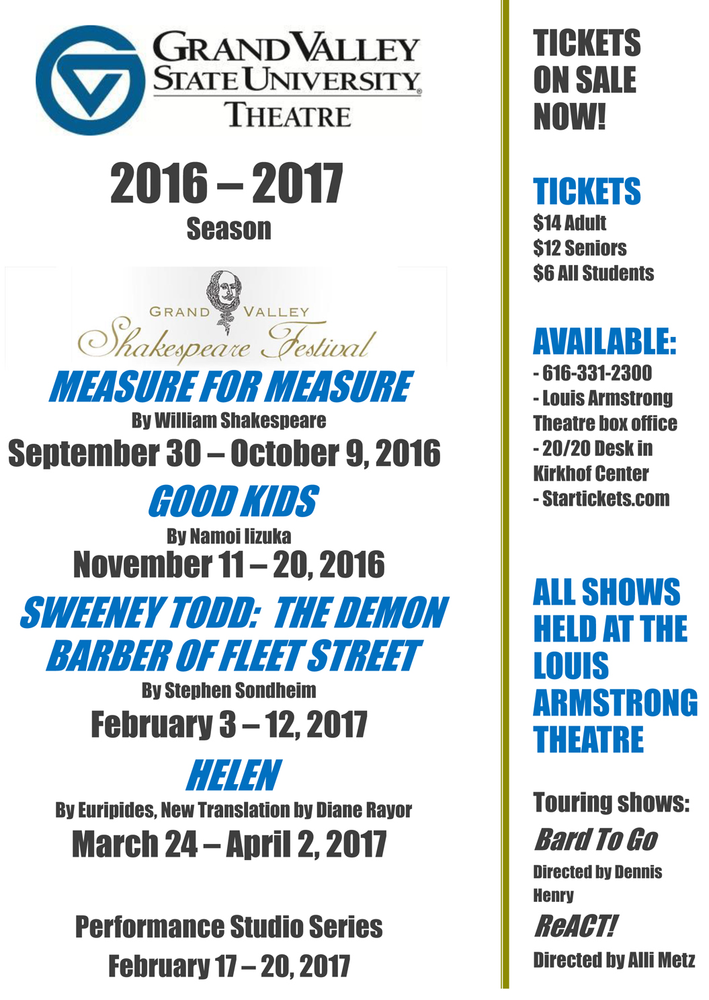 GRAND VALLEY
STATE UNIVERSITY®
THEATRE
2016 – 2017
Season
GRAND VALLEY
Shakespeare Festival
MEASURE FOR MEASURE
By William Shakespeare
September 30 – October 9, 2016
GOOD KIDS
By Namoi Iizuka
November 11 – 20, 2016
SWEENEY TODD: THE DEMON
BARBER OF FLEET STREET
By Stephen Sondheim
February 3 – 12, 2017
HELEN
By Euripides, New Translation by Diane Rayor
March 24 – April 2, 2017
Performance Studio Series
February 17 – 20, 2017
TICKETS
ON SALE
NOW!
TICKETS
$14 Adult
$12 Seniors
$6 All Students
AVAILABLE:
- 616-331-2300
- Louis Armstrong
Theatre box office
- 20/20 Desk in
Kirkhof Center
- Startickets.com
ALL SHOWS
HELD AT THE
LOUIS
ARMSTRONG
THEATRE
Touring shows:
Bard To Go
Directed by Dennis
Henry
ReACT!
Directed by Alli Metz